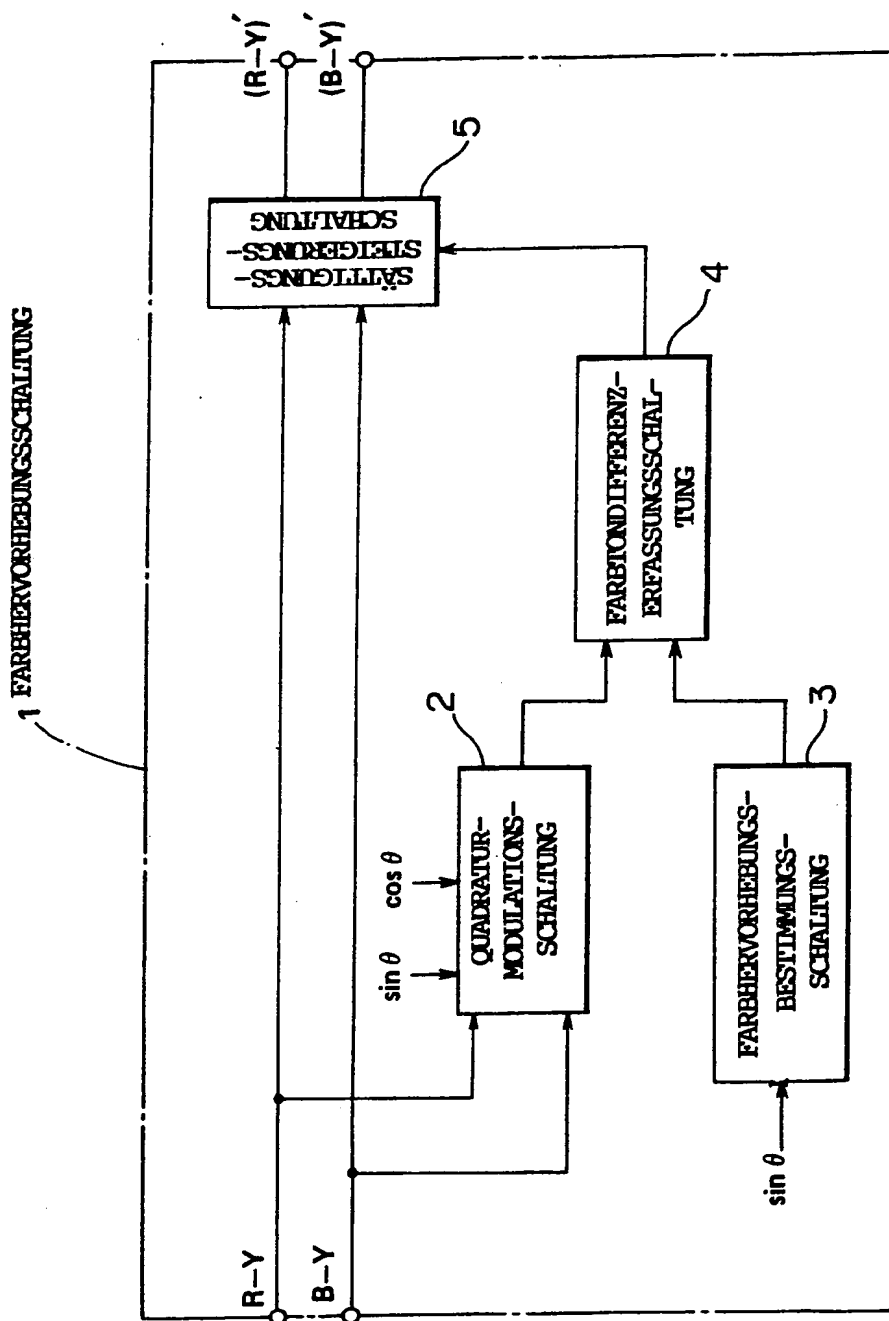 1 FARBHERVORHEBUNGSSCHALTUNG
R-Y
B-Y
(R-Y)'
(B-Y)'
SÄTTIGUNGS-
STEIGERUNGS-
SCHALTUNG
5
sin θ
cos θ
QUADRATUR-
MODULATIONS-
SCHALTUNG
2
FARBTONDIFFERENZ-
ERFASSUNGSSCHAL-
TUNG
4
sin θ
FARBHERVORHEBUNGS-
BESTIMMUNGS-
SCHALTUNG
3